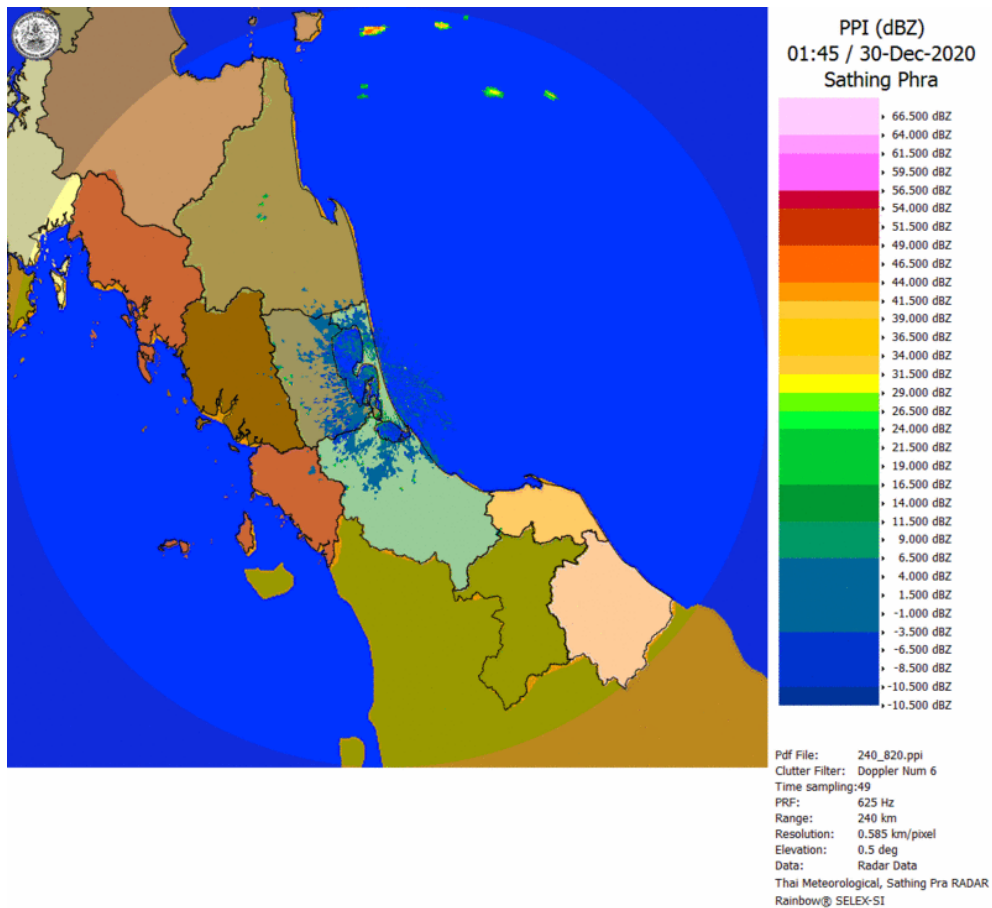 PPI (dBZ)
01:45 / 30-Dec-2020
Sathing Phra
66.500 dBZ
64.000 dBZ
61.500 dBZ
59.500 dBZ
56.500 dBZ
54.000 dBZ
51.500 dBZ
49.000 dBZ
46.500 dBZ
44.000 dBZ
41.500 dBZ
39.000 dBZ
36.500 dBZ
34.000 dBZ
31.500 dBZ
29.000 dBZ
26.500 dBZ
24.000 dBZ
21.500 dBZ
19.000 dBZ
16.500 dBZ
14.000 dBZ
11.500 dBZ
9.000 dBZ
6.500 dBZ
4.000 dBZ
1.500 dBZ
-1.000 dBZ
-3.500 dBZ
-6.500 dBZ
-8.500 dBZ
-10.500 dBZ
-10.500 dBZ
Pdf File: 240_820.ppi
Clutter Filter: Doppler Num 6
Time sampling:49
PRF: 625 Hz
Range: 240 km
Resolution: 0.585 km/pixel
Elevation: 0.5 deg
Data: Radar Data
Thai Meteorological, Sathing Pra RADAR
Rainbow® SELEX-SI